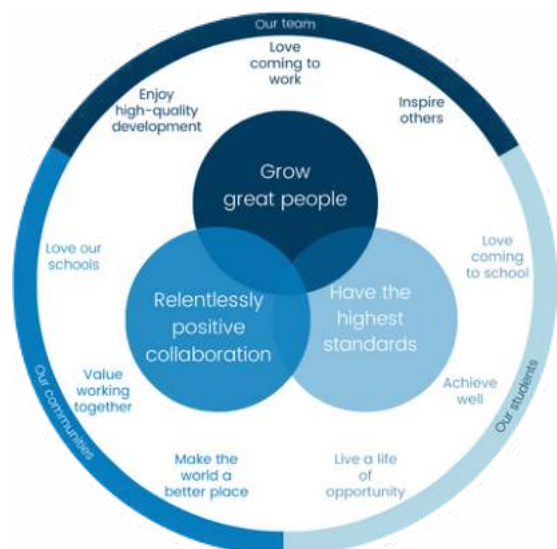 Our team
Love
coming to
work
Enjoy
high-quality
development
Inspire
others
Grow
great people
Love our
schools
Love
coming
to school
Relentlessly
positive
collaboration
Have the
highest
standards
Value
working
together
Achieve
well
Our communities
Our students
Make the
world a
better place
Live a life
of
opportunity